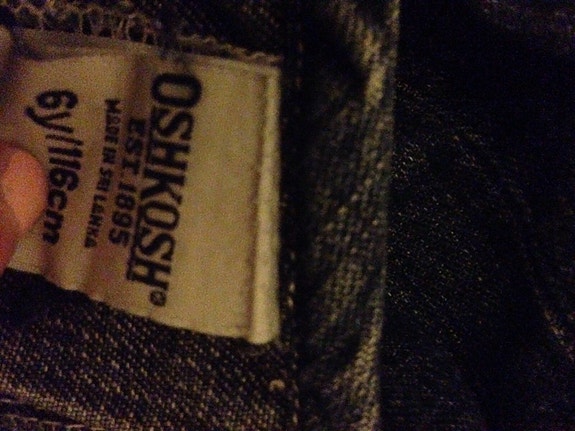 OSHKOSH®
EST. 1895
MADE IN SRI LANKA
6y/116cm